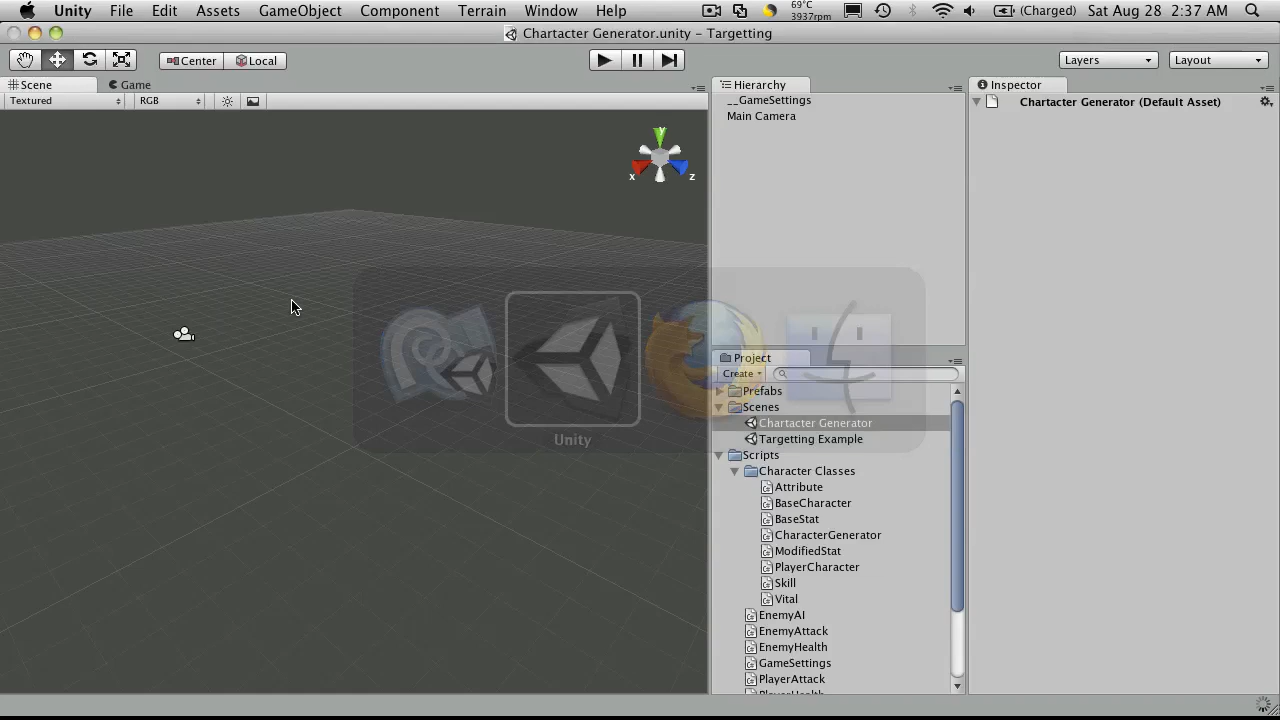 Unity File Edit Assets GameObject Component Terrain Window Help 69°C 3937rpm (Charged) Sat Aug 28 2:37 AM
Chartacter Generator.unity – Targetting
Center Local Layers Layout
Scene Game Hierarchy Inspector
Textured RGB
__GameSettings
Chartacter Generator (Default Asset)
Main Camera
y
x z
Project
Create
Prefabs
Scenes
Chartacter Generator
Unity
Targetting Example
Scripts
Character Classes
Attribute
BaseCharacter
BaseStat
CharacterGenerator
ModifiedStat
PlayerCharacter
Skill
Vital
EnemyAI
EnemyAttack
EnemyHealth
GameSettings
PlayerAttack
PlayerHealth